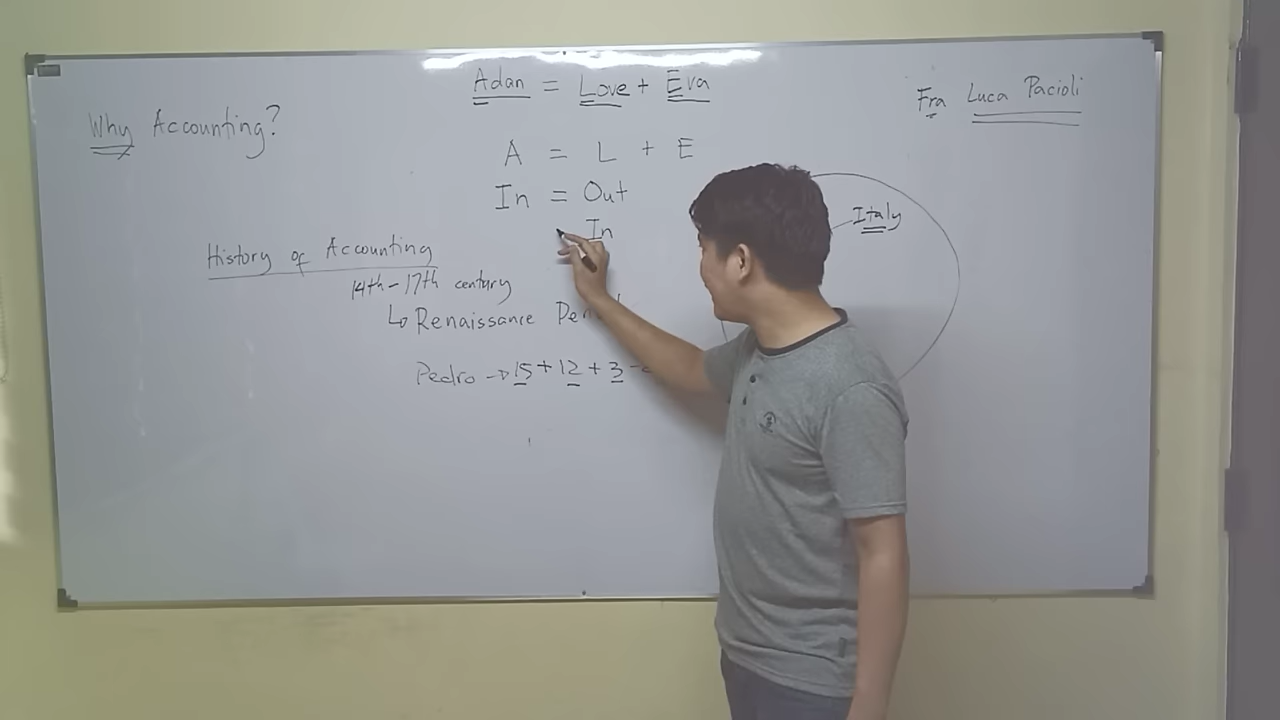 Adan = Love + Eva
Why Accounting?
Fra Luca Pacioli
A = L + E
In = Out
In
Italy
History of Accounting
14th - 17th century
↳ Renaissance
Pedro → 15 + 12 + 3